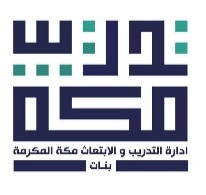 تدريب
مكة
ادارة التدريب و الابتعاث مكة المكرمة
بنات